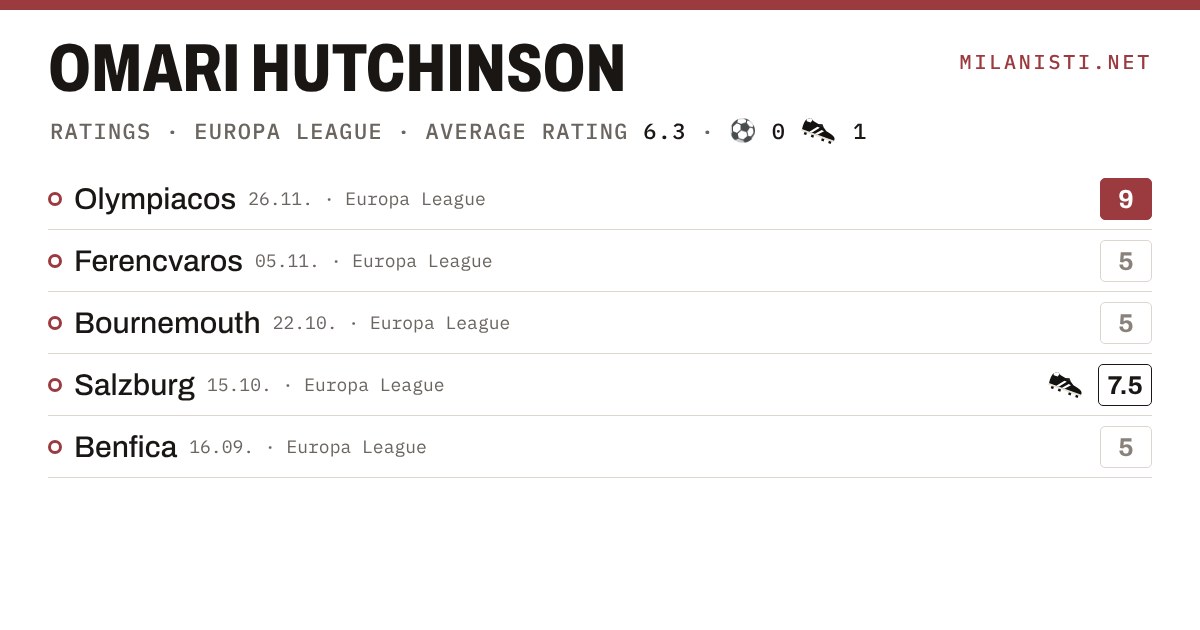 OMARI HUTCHINSON
MILANISTI.NET
RATINGS · EUROPA LEAGUE · AVERAGE RATING 6.3 · ⚽ 0 1
Olympiacos 26.11. · Europa League 9
Ferencvaros 05.11. · Europa League 5
Bournemouth 22.10. · Europa League 5
Salzburg 15.10. · Europa League 7.5
Benfica 16.09. · Europa League 5